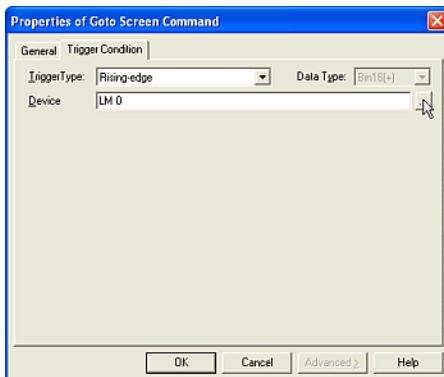 Properties of Goto Screen Command
General Trigger Condition
TriggerType: Rising-edge Data Type: Bin16(+)
Device LM 0
OK Cancel Advanced > Help